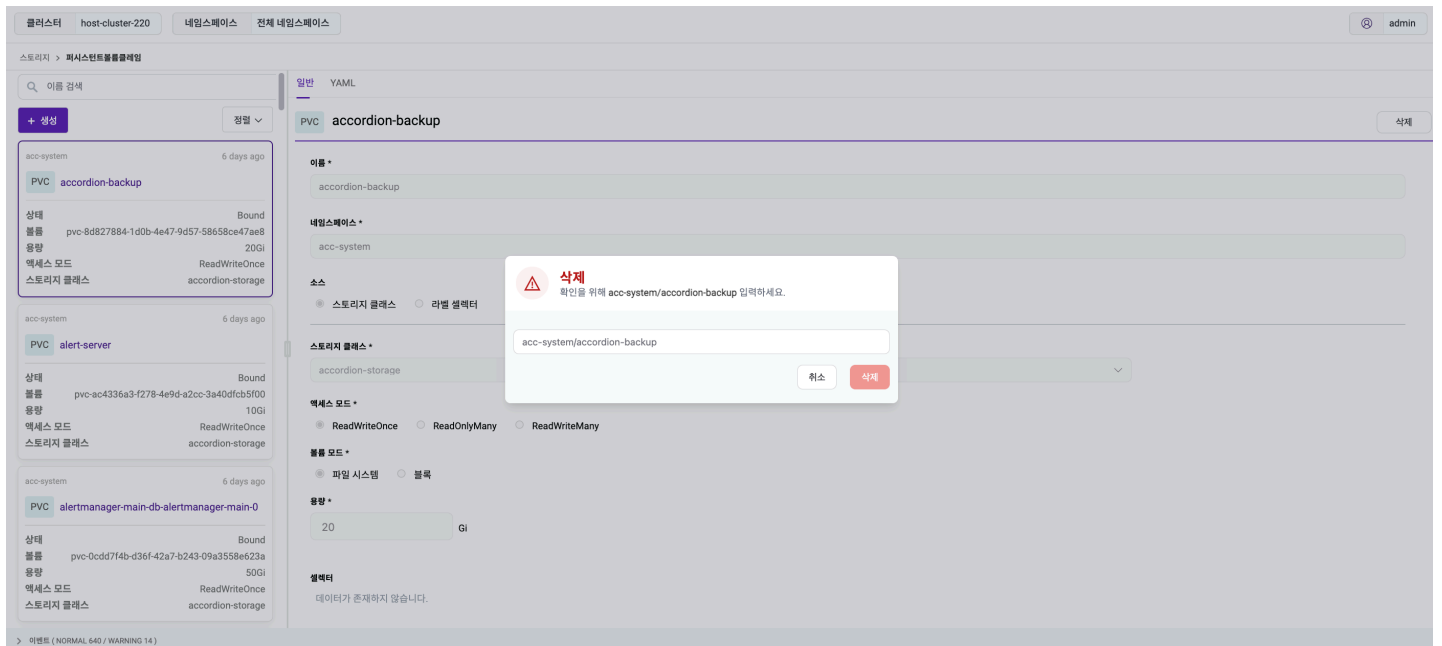 클러스터 host-cluster-220 네임스페이스 전체 네임스페이스 admin
스토리지 > 퍼시스턴트볼륨클레임
이름 검색
+ 생성 정렬
acc-system 6 days ago
PVC accordion-backup
상태 Bound
볼륨 pvc-8d827884-1d0b-4e47-9d57-58658ce47ae8
용량 20Gi
액세스 모드 ReadWriteOnce
스토리지 클래스 accordion-storage
acc-system 6 days ago
PVC alert-server
상태 Bound
볼륨 pvc-ac4336a3-f278-4e9d-a2cc-3a40dfcb5f00
용량 10Gi
액세스 모드 ReadWriteOnce
스토리지 클래스 accordion-storage
acc-system 6 days ago
PVC alertmanager-main-db-alertmanager-main-0
상태 Bound
볼륨 pvc-0cdd7f4b-d36f-42a7-b243-09a3558e623a
용량 50Gi
액세스 모드 ReadWriteOnce
스토리지 클래스 accordion-storage
일반 YAML
PVC accordion-backup 삭제
이름 *
accordion-backup
네임스페이스 *
acc-system
소스
스토리지 클래스 라벨 셀렉터
스토리지 클래스 *
accordion-storage
액세스 모드 *
ReadWriteOnce ReadOnlyMany ReadWriteMany
볼륨 모드 *
파일 시스템 블록
용량 *
20 Gi
셀렉터
데이터가 존재하지 않습니다.
삭제
확인을 위해 acc-system/accordion-backup 입력하세요.
acc-system/accordion-backup
취소 삭제
> 이벤트 ( NORMAL 640 / WARNING 14 )